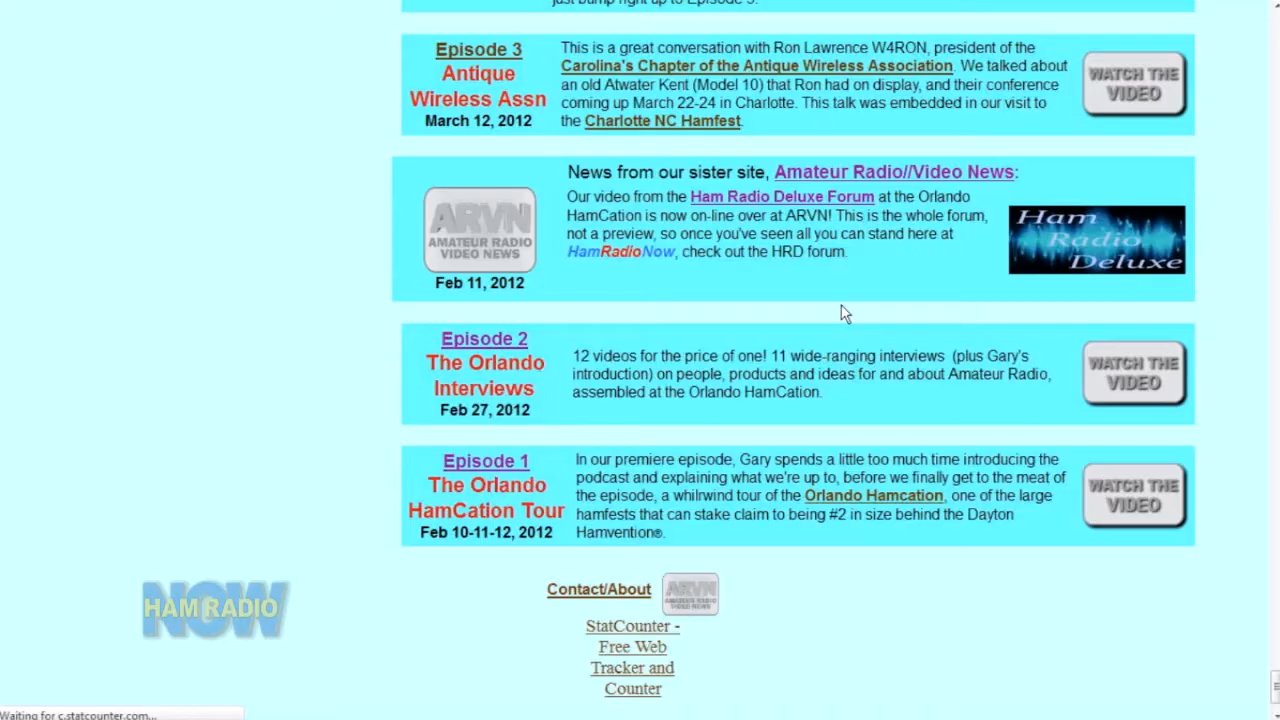 just bump right up to Episode 5.
Episode 3
Antique
Wireless Assn
March 12, 2012
This is a great conversation with Ron Lawrence W4RON, president of the
Carolina's Chapter of the Antique Wireless Association. We talked about
an old Atwater Kent (Model 10) that Ron had on display, and their conference
coming up March 22-24 in Charlotte. This talk was embedded in our visit to
the Charlotte NC Hamfest.
WATCH THE
VIDEO
News from our sister site, Amateur Radio//Video News:
ARVN
AMATEUR RADIO
VIDEO NEWS
Feb 11, 2012
Our video from the Ham Radio Deluxe Forum at the Orlando
HamCation is now on-line over at ARVN! This is the whole forum,
not a preview, so once you've seen all you can stand here at
HamRadioNow, check out the HRD forum.
Ham
Radio
Deluxe
Episode 2
The Orlando
Interviews
Feb 27, 2012
12 videos for the price of one! 11 wide-ranging interviews (plus Gary's
introduction) on people, products and ideas for and about Amateur Radio,
assembled at the Orlando HamCation.
WATCH THE
VIDEO
Episode 1
The Orlando
HamCation Tour
Feb 10-11-12, 2012
In our premiere episode, Gary spends a little too much time introducing the
podcast and explaining what we're up to, before we finally get to the meat of
the episode, a whilrwind tour of the Orlando Hamcation, one of the large
hamfests that can stake claim to being #2 in size behind the Dayton
Hamvention®.
WATCH THE
VIDEO
NOW
HAM RADIO
Contact/About
ARVN
AMATEUR RADIO
VIDEO NEWS
StatCounter -
Free Web
Tracker and
Counter
Waiting for c.statcounter.com...